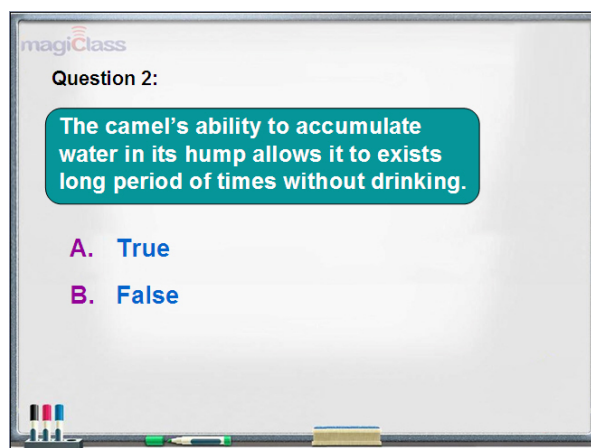 magiClass
Question 2:
The camel's ability to accumulate
water in its hump allows it to exists
long period of times without drinking.
A. True
B. False